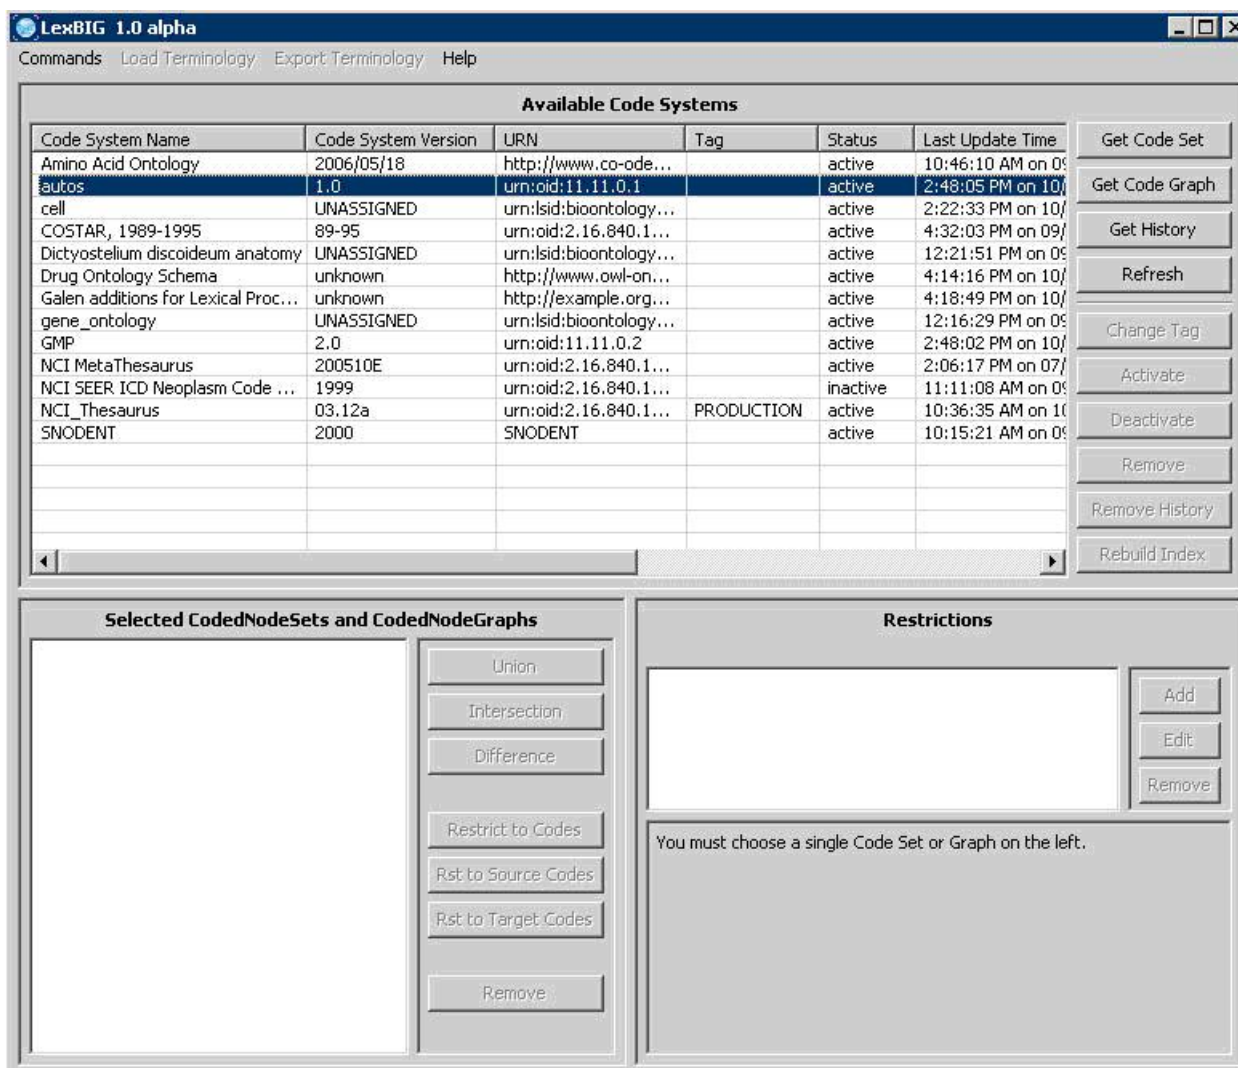 LexBIG 1.0 alpha
Commands Load Terminology Export Terminology Help
Available Code Systems
Code System Name Code System Version URN Tag Status Last Update Time
Amino Acid Ontology 2006/05/18 http://www.co-ode... active 10:46:10 AM on 09
autos 1.0 urn:oid:11.11.0.1 active 2:48:05 PM on 10/
cell UNASSIGNED urn:lsid:bioontology... active 2:22:33 PM on 10/
COSTAR, 1989-1995 89-95 urn:oid:2.16.840.1... active 4:32:03 PM on 09/
Dictyostelium discoideum anatomy UNASSIGNED urn:lsid:bioontology... active 12:21:51 PM on 09
Drug Ontology Schema unknown http://www.owl-on... active 4:14:16 PM on 10/
Galen additions for Lexical Proc... unknown http://example.org... active 4:18:49 PM on 10/
gene_ontology UNASSIGNED urn:lsid:bioontology... active 12:16:29 PM on 09
GMP 2.0 urn:oid:11.11.0.2 active 2:48:02 PM on 10/
NCI MetaThesaurus 200510E urn:oid:2.16.840.1... active 2:06:17 PM on 07/
NCI SEER ICD Neoplasm Code ... 1999 urn:oid:2.16.840.1... inactive 11:11:08 AM on 09
NCI_Thesaurus 03.12a urn:oid:2.16.840.1... PRODUCTION active 10:36:35 AM on 10
SNODENT 2000 SNODENT active 10:15:21 AM on 09
Get Code Set
Get Code Graph
Get History
Refresh
Change Tag
Activate
Deactivate
Remove
Remove History
Rebuild Index
Selected CodedNodeSets and CodedNodeGraphs
Union
Intersection
Difference
Restrict to Codes
Rst to Source Codes
Rst to Target Codes
Remove
Restrictions
Add
Edit
Remove
You must choose a single Code Set or Graph on the left.